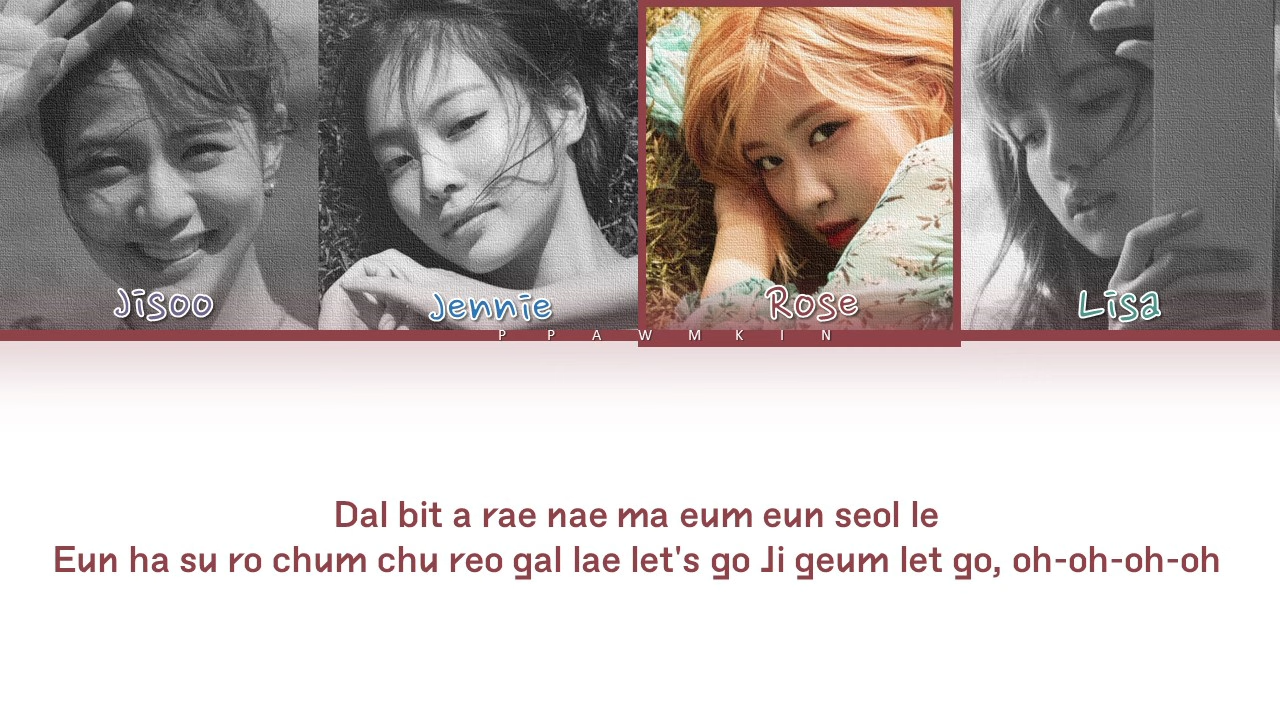 Jisoo Jennie Rose Lisa
PPAWMKIN
Dal bit a rae nae ma eum eun seol le
Eun ha su ro chum chu reo gal lae let's go Ji geum let go, oh-oh-oh-oh